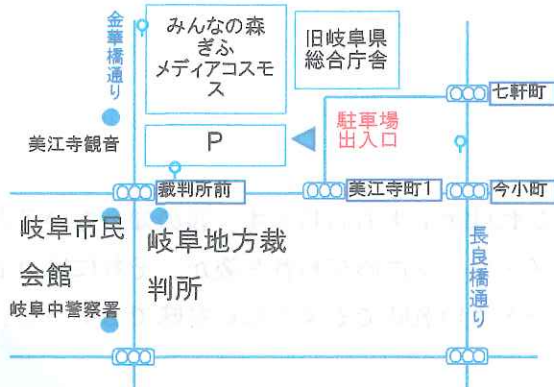 金華橋通り
みんなの森
ぎふ
メディアコスモ
ス
旧岐阜県
総合庁舎
七軒町
駐車場
出入口
美江寺観音
P
裁判所前
美江寺町1
今小町
岐阜市民
会館
岐阜地方裁
判所
長良橋通り
岐阜中警察署